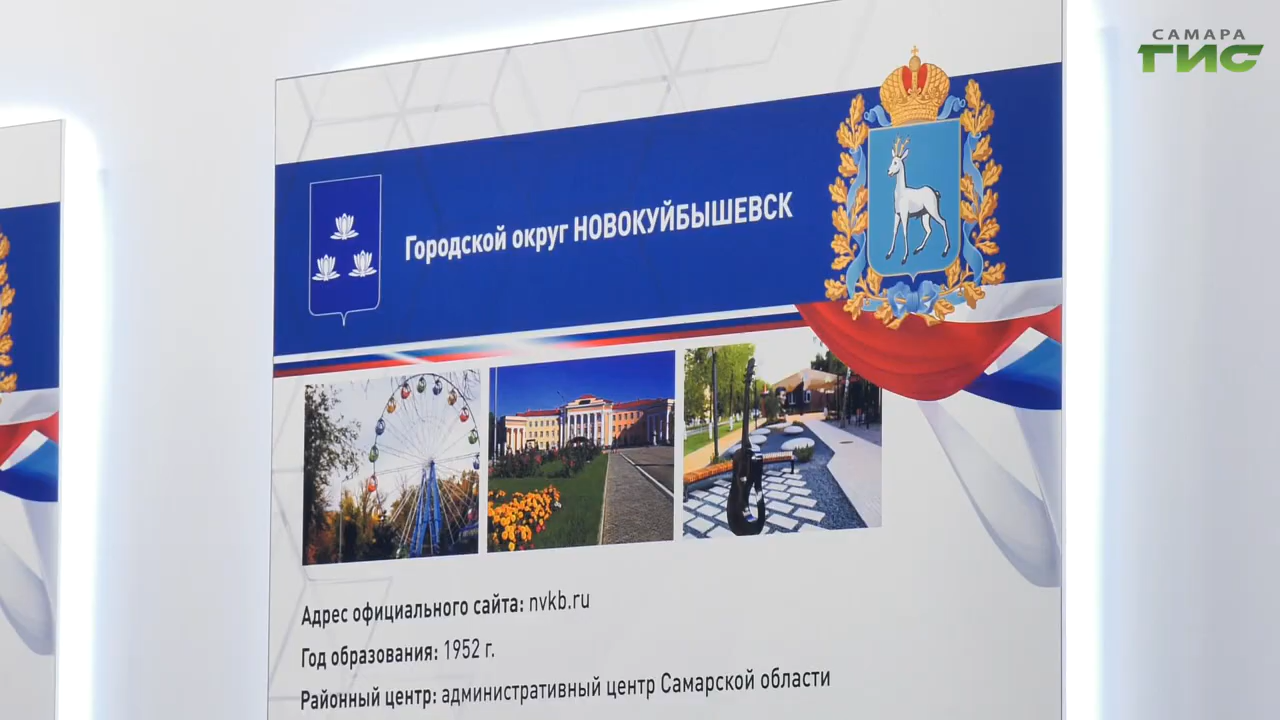 САМАРА
ГИС
Городской округ НОВОКУЙБЫШЕВСК
Адрес официального сайта: nvkb.ru
Год образования: 1952 г.
Районный центр: административный центр Самарской области